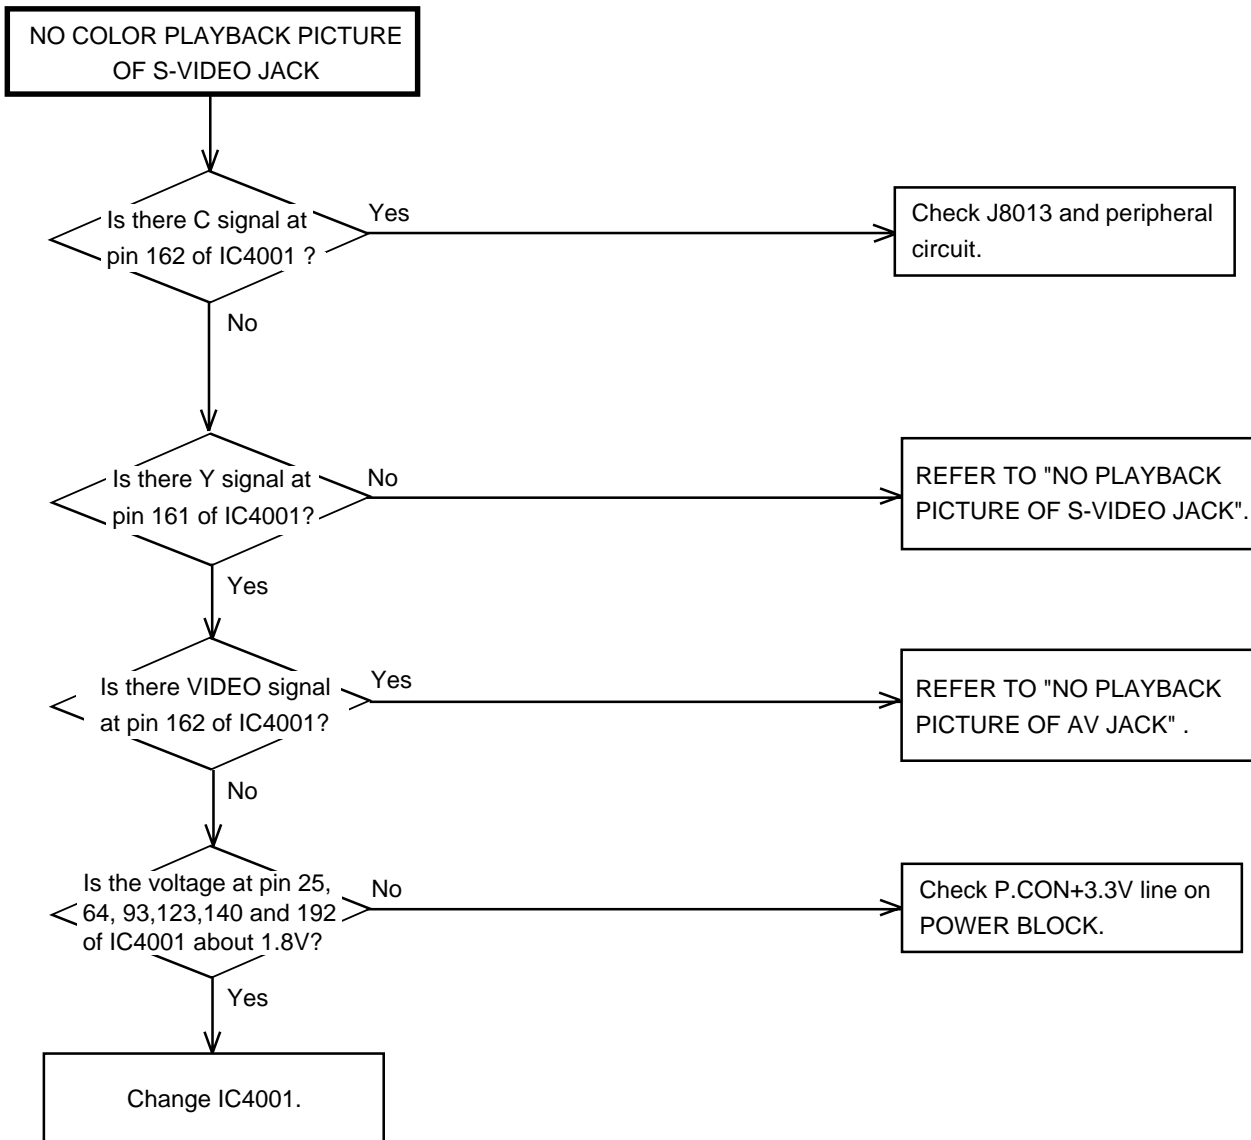 NO COLOR PLAYBACK PICTURE
OF S-VIDEO JACK
Is there C signal at
pin 162 of IC4001 ?
Yes
Check J8013 and peripheral
circuit.
No
Is there Y signal at
pin 161 of IC4001?
No
REFER TO "NO PLAYBACK
PICTURE OF S-VIDEO JACK".
Yes
Is there VIDEO signal
at pin 162 of IC4001?
Yes
REFER TO "NO PLAYBACK
PICTURE OF AV JACK" .
No
Is the voltage at pin 25,
64, 93,123,140 and 192
of IC4001 about 1.8V?
No
Check P.CON+3.3V line on
POWER BLOCK.
Yes
Change IC4001.